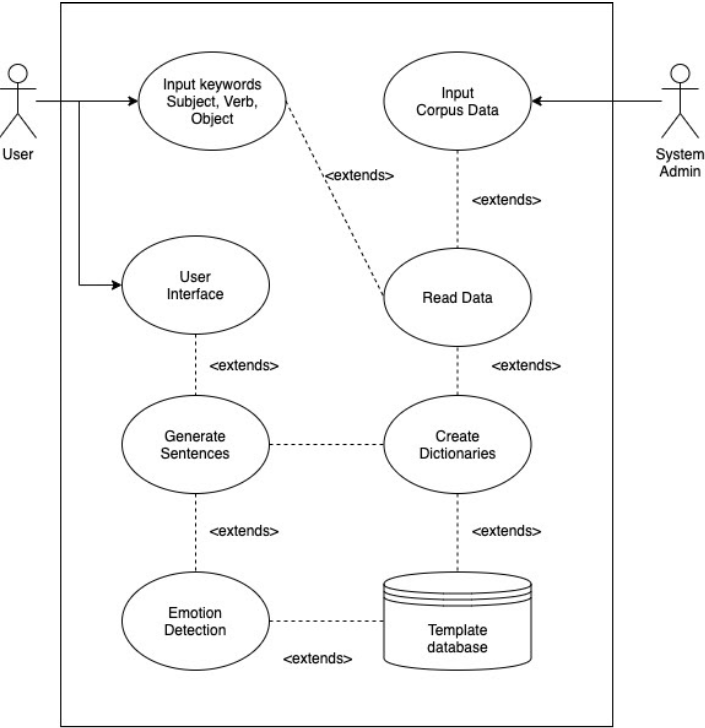 Input keywords
Subject, Verb,
Object
Input
Corpus Data
User
System
Admin
<extends>
<extends>
User
Interface
Read Data
<extends>
<extends>
Generate
Sentences
Create
Dictionaries
<extends>
<extends>
Emotion
Detection
Template
database
<extends>